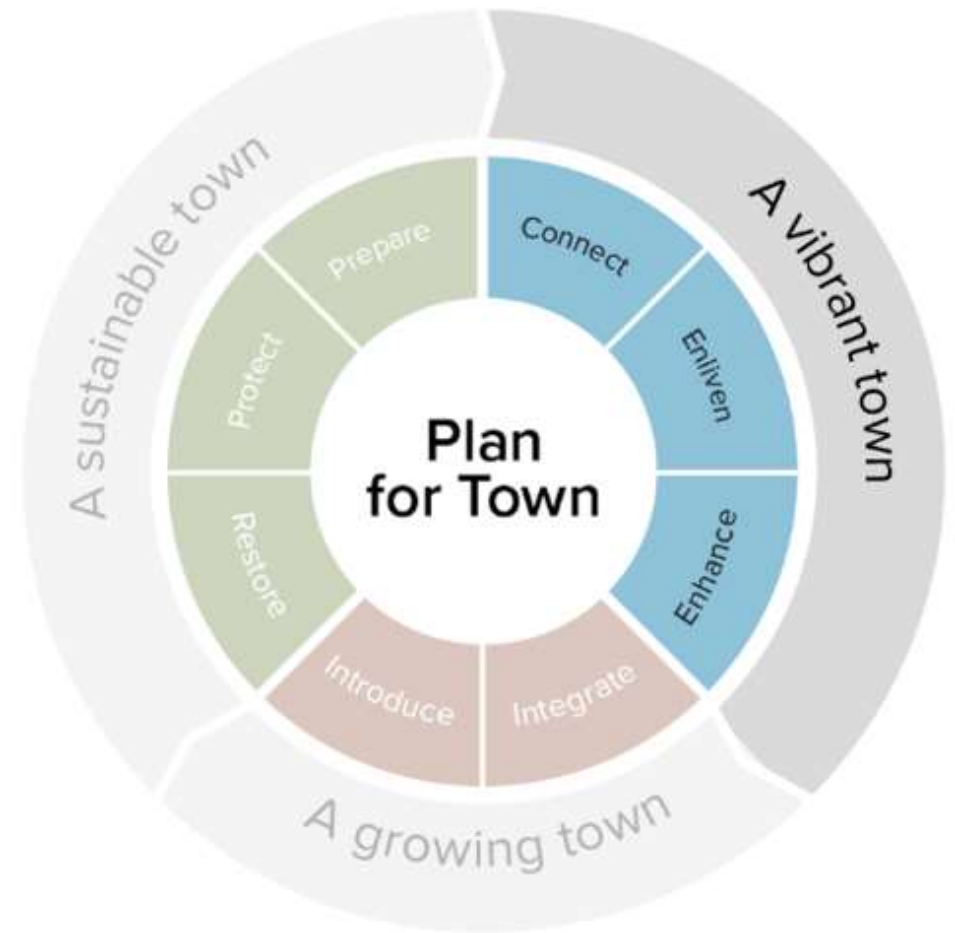 Plan
for Town
A vibrant town
Connect
Enliven
Enhance
A growing town
Integrate
Introduce
A sustainable town
Restore
Protect
Prepare